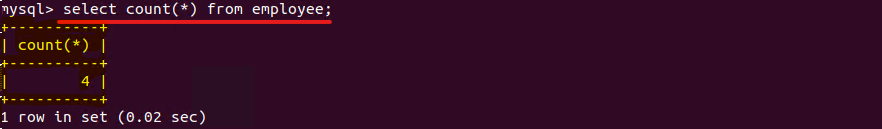 mysql> select count(*) from employee;
+----------+
| count(*) |
+----------+
|        4 |
+----------+
1 row in set (0.02 sec)